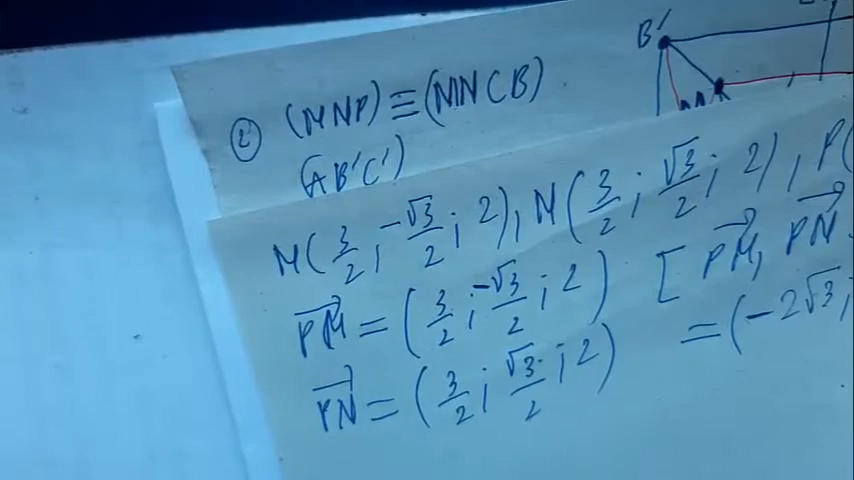 B'
② (MNP) ≡ (MNCB)
(AB'C')
M(3/2; -√3/2; 2), N(3/2; √3/2; 2), P(
PM⃗ = (3/2; -√3/2; 2) [PM⃗, PN⃗
PN⃗ = (3/2; √3/2; 2) = (-2√3;